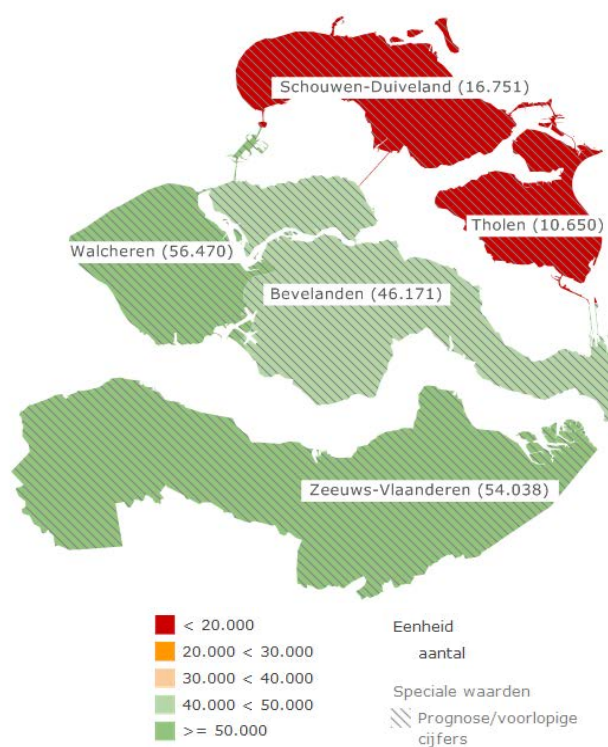 Schouwen-Duiveland (16.751)
Tholen (10.650)
Walcheren (56.470)
Bevelanden (46.171)
Zeeuws-Vlaanderen (54.038)
< 20.000
20.000 < 30.000
30.000 < 40.000
40.000 < 50.000
>= 50.000
Eenheid
aantal
Speciale waarden
Prognose/voorlopige
cijfers